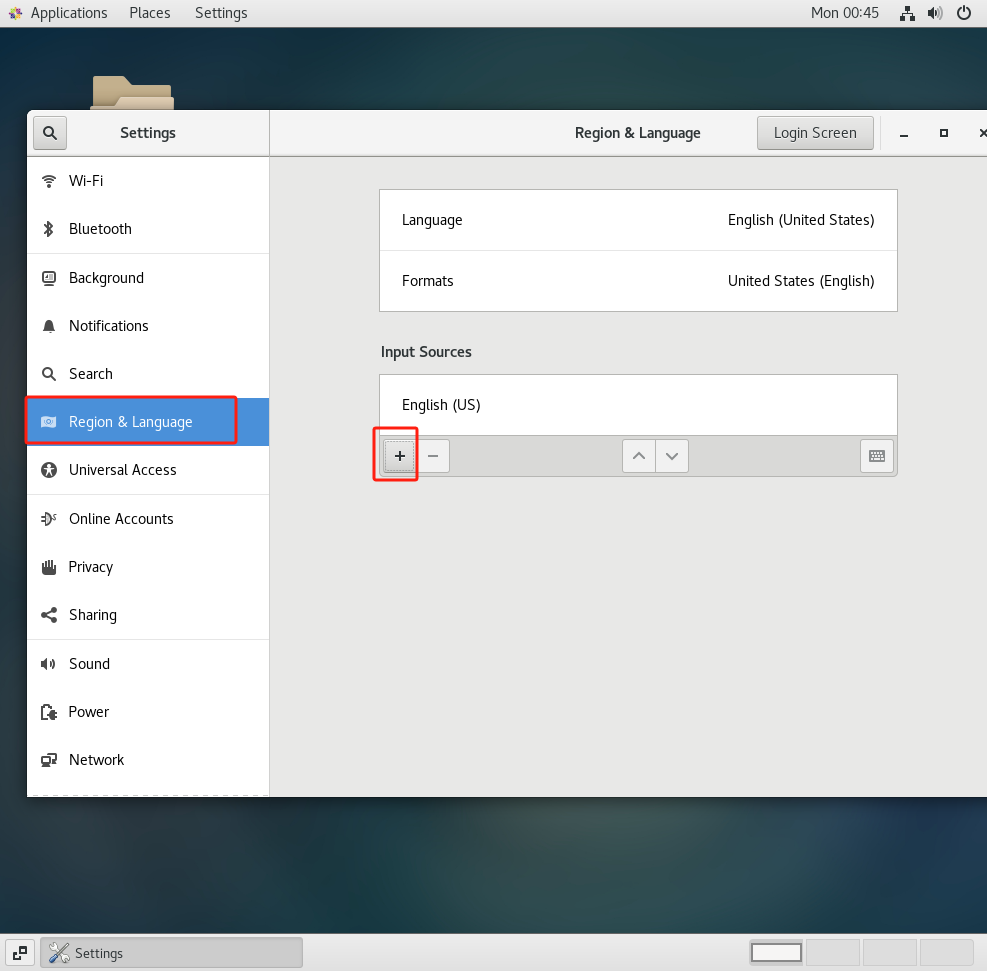 Applications Places Settings Mon 00:45
Settings Region & Language Login Screen
Wi-Fi
Bluetooth
Background
Notifications
Search
Region & Language
Universal Access
Online Accounts
Privacy
Sharing
Sound
Power
Network
Language English (United States)
Formats United States (English)
Input Sources
English (US)
Settings